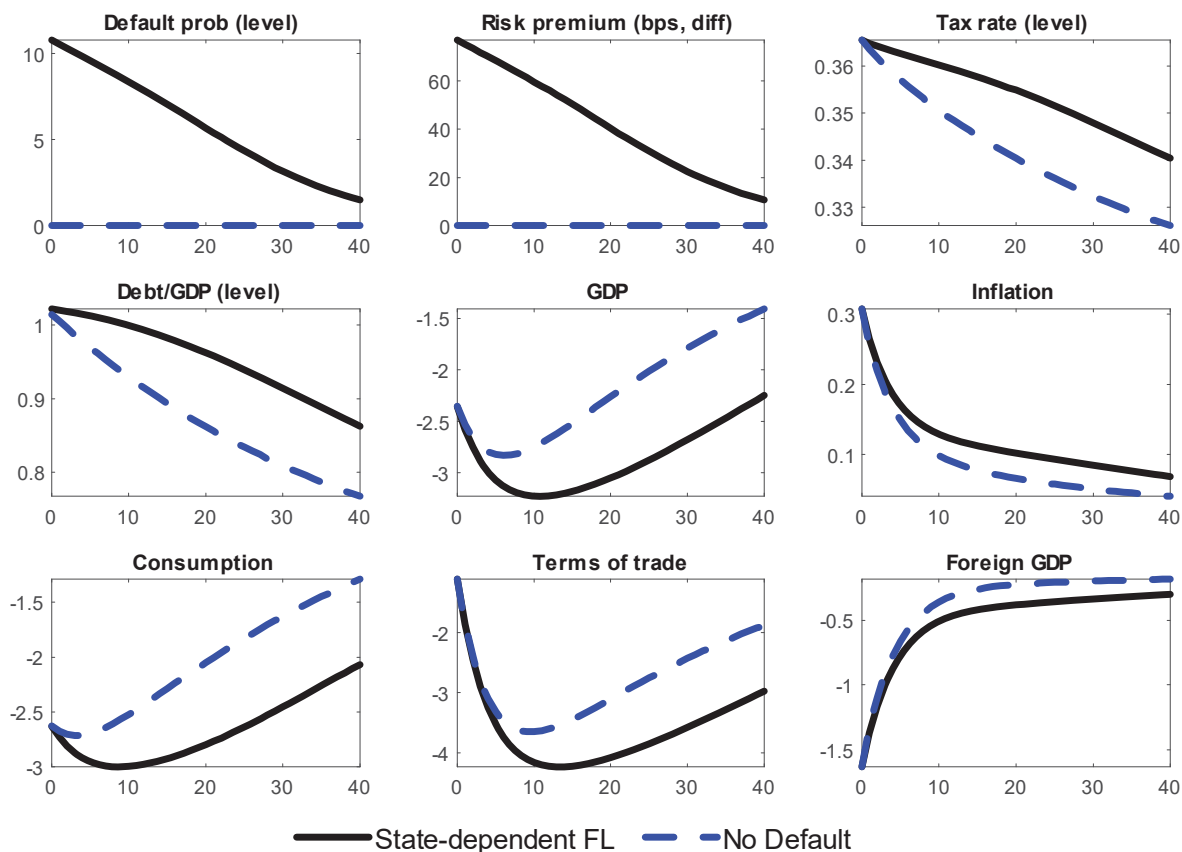 Default prob (level) Risk premium (bps, diff) Tax rate (level)
10
5
0
0 10 20 30 40
60
40
20
0
0 10 20 30 40
0.36
0.35
0.34
0.33
0 10 20 30 40
Debt/GDP (level) GDP Inflation
1
0.9
0.8
0 10 20 30 40
-1.5
-2
-2.5
-3
0 10 20 30 40
0.3
0.2
0.1
0 10 20 30 40
Consumption Terms of trade Foreign GDP
-1.5
-2
-2.5
-3
0 10 20 30 40
-2
-3
-4
0 10 20 30 40
-0.5
-1
-1.5
0 10 20 30 40
State-dependent FL No Default